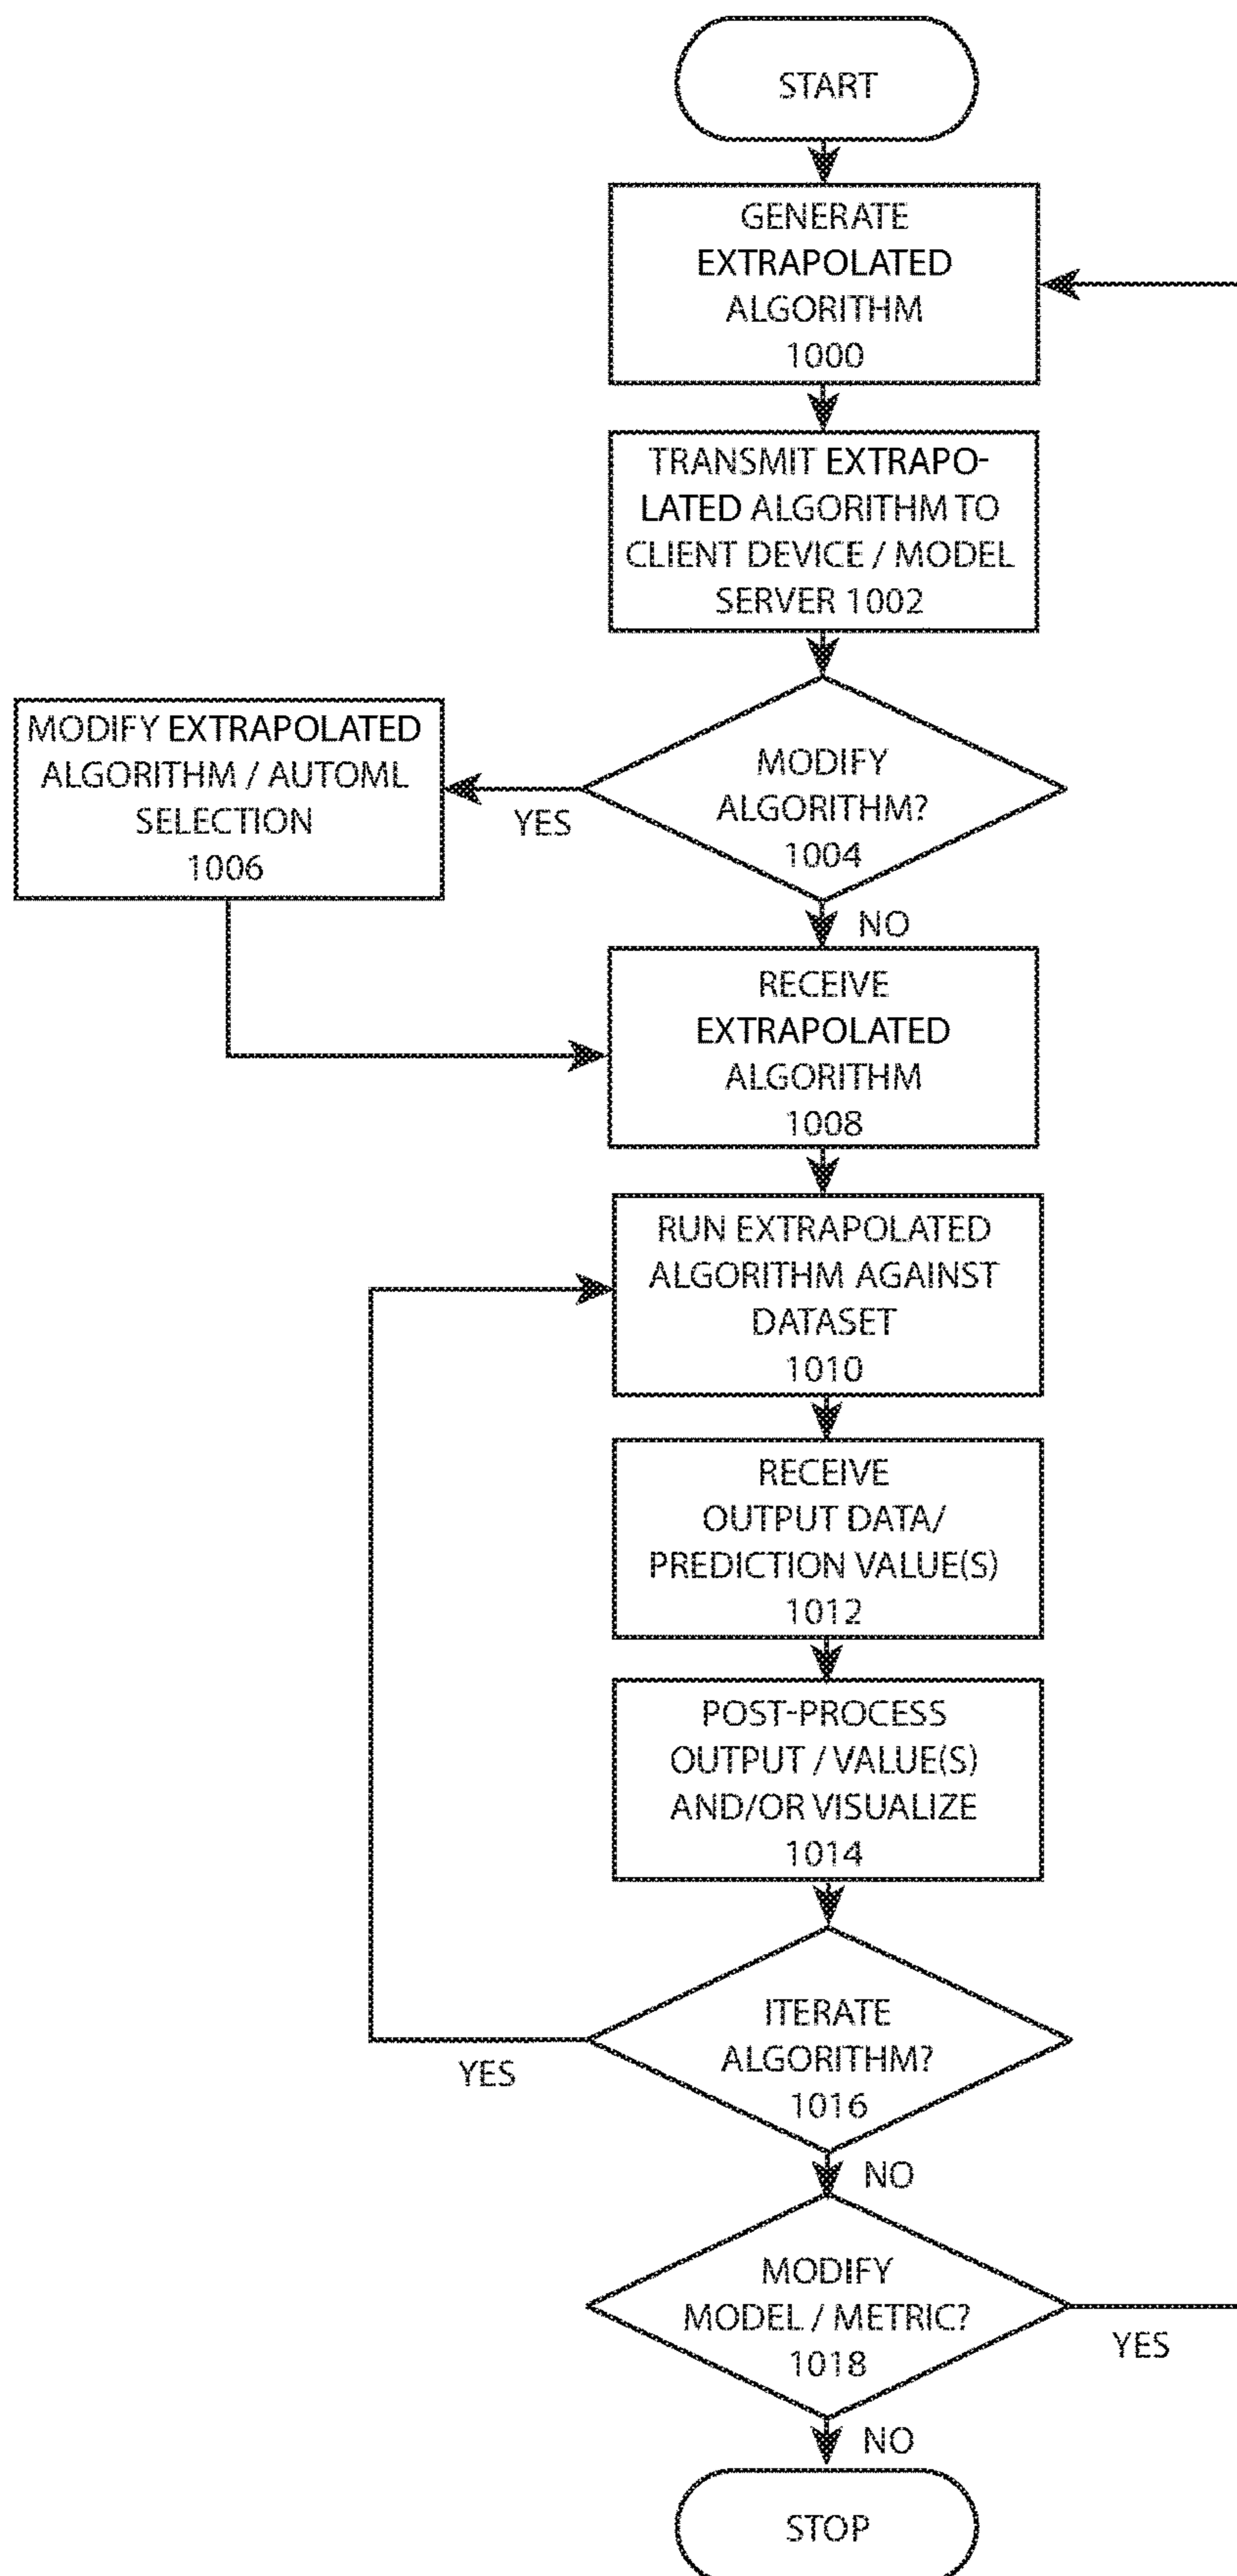 START
GENERATE
EXTRAPOLATED
ALGORITHM
1000
TRANSMIT EXTRAPO-
LATED ALGORITHM TO
CLIENT DEVICE / MODEL
SERVER 1002
MODIFY
ALGORITHM?
1004
YES
MODIFY EXTRAPOLATED
ALGORITHM / AUTOML
SELECTION
1006
NO
RECEIVE
EXTRAPOLATED
ALGORITHM
1008
RUN EXTRAPOLATED
ALGORITHM AGAINST
DATASET
1010
RECEIVE
OUTPUT DATA/
PREDICTION VALUE(S)
1012
POST-PROCESS
OUTPUT / VALUE(S)
AND/OR VISUALIZE
1014
ITERATE
ALGORITHM?
1016
YES
NO
MODIFY
MODEL / METRIC?
1018
YES
NO
STOP